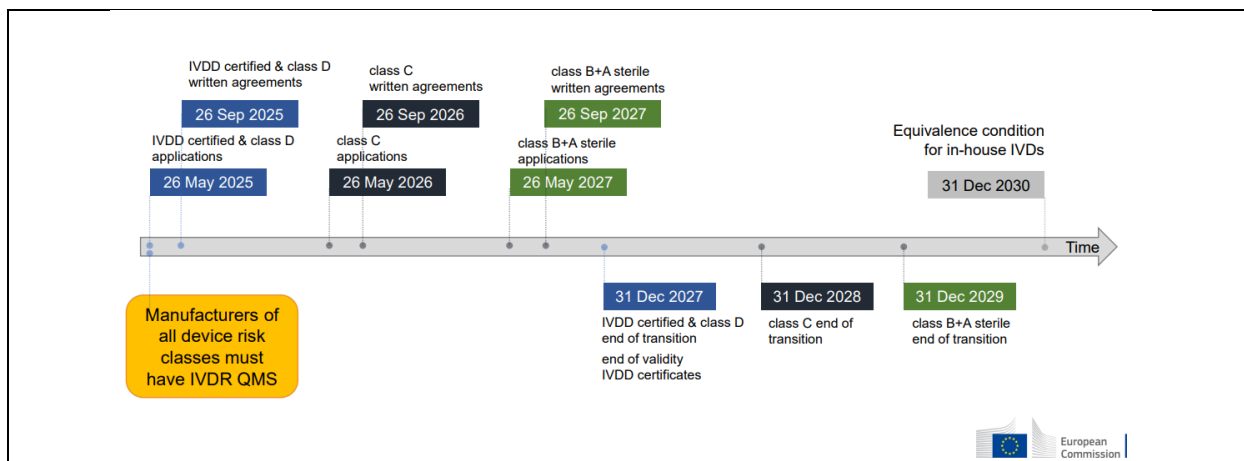 IVDD certified & class D
written agreements
26 Sep 2025
IVDD certified & class D
applications
26 May 2025
class C
written agreements
26 Sep 2026
class C
applications
26 May 2026
class B+A sterile
written agreements
26 Sep 2027
class B+A sterile
applications
26 May 2027
Equivalence condition
for in-house IVDs
31 Dec 2030
Time
Manufacturers of
all device risk
classes must
have IVDR QMS
31 Dec 2027
IVDD certified & class D
end of transition
end of validity
IVDD certificates
31 Dec 2028
class C end of
transition
31 Dec 2029
class B+A sterile
end of transition
European
Commission